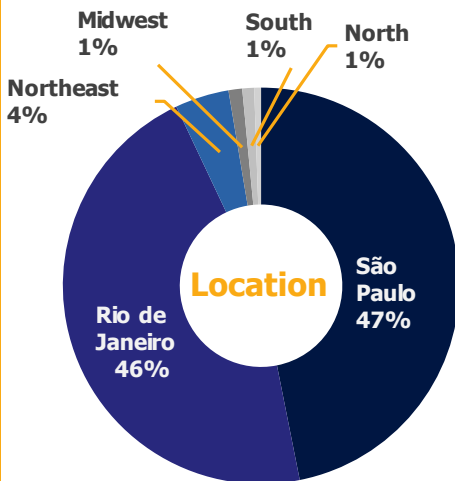 Midwest
1%
South
1%
North
1%
Northeast
4%
Location
São
Paulo
47%
Rio de
Janeiro
46%